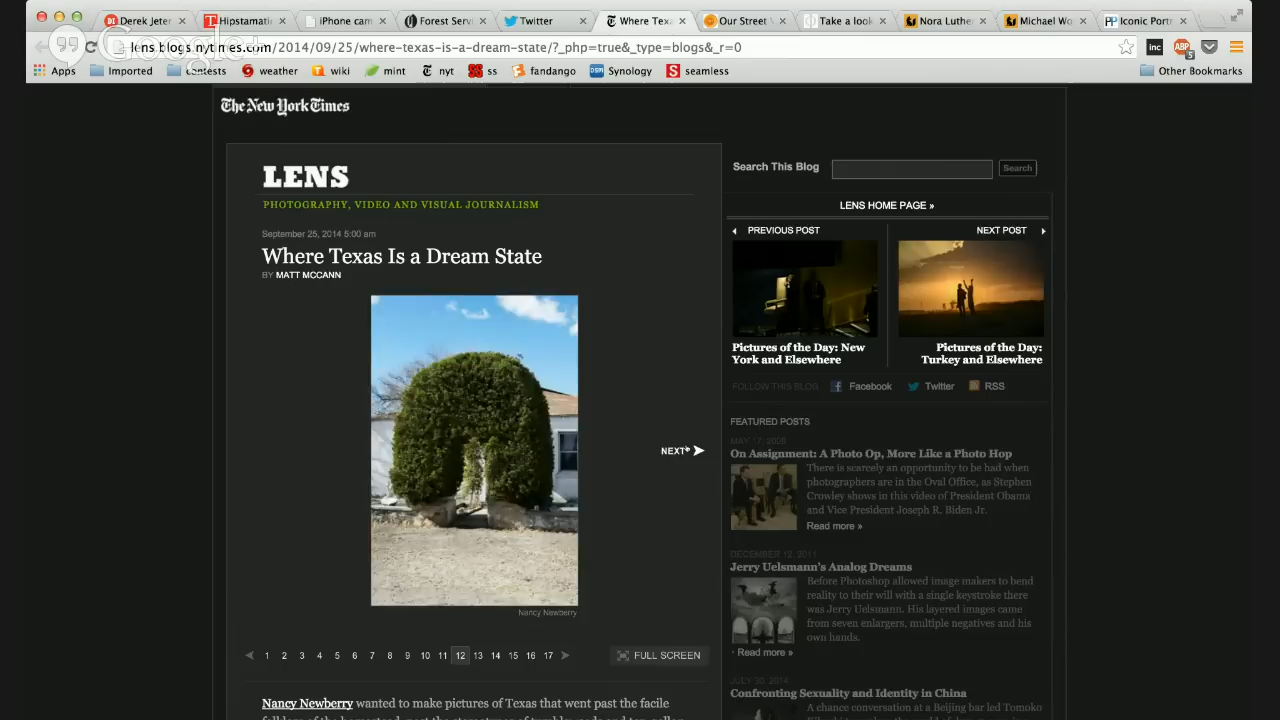 Derek Jeter
Hipstamatic
iPhone cam
Forest Servi
Twitter
Where Texa
Our Street
Take a look
Nora Luther
Michael Wo
Iconic Portr
Google+
lens.blogs.nytimes.com/2014/09/25/where-texas-is-a-dream-state/?_php=true&_type=blogs&_r=0
inc
ABP
5
Apps
Imported
contests
weather
wiki
mint
nyt
ss
fandango
DSM
Synology
S
seamless
Other Bookmarks
The New York Times
LENS
PHOTOGRAPHY, VIDEO AND VISUAL JOURNALISM
September 25, 2014 5:00 am
Where Texas Is a Dream State
BY MATT MCCANN
NEXT
Nancy Newberry
1 2 3 4 5 6 7 8 9 10 11 12 13 14 15 16 17
FULL SCREEN
Nancy Newberry wanted to make pictures of Texas that went past the facile
Search This Blog
Search
LENS HOME PAGE »
PREVIOUS POST
NEXT POST
Pictures of the Day: New
York and Elsewhere
Pictures of the Day:
Turkey and Elsewhere
FOLLOW THIS BLOG
Facebook
Twitter
RSS
FEATURED POSTS
On Assignment: A Photo Op, More Like a Photo Hop
There is scarcely an opportunity to be had when
photographers are in the Oval Office, as Stephen
Crowley shows in this video of President Obama
and Vice President Joseph R. Biden Jr.
Read more »
DECEMBER 12, 2011
Jerry Uelsmann's Analog Dreams
Before Photoshop allowed image makers to bend
reality to their will with a single keystroke there
was Jerry Uelsmann. His layered images came
from seven enlargers, multiple negatives and his
own hands.
Read more »
JULY 30, 2014
Confronting Sexuality and Identity in China
A chance conversation at a Beijing bar led Tomoko